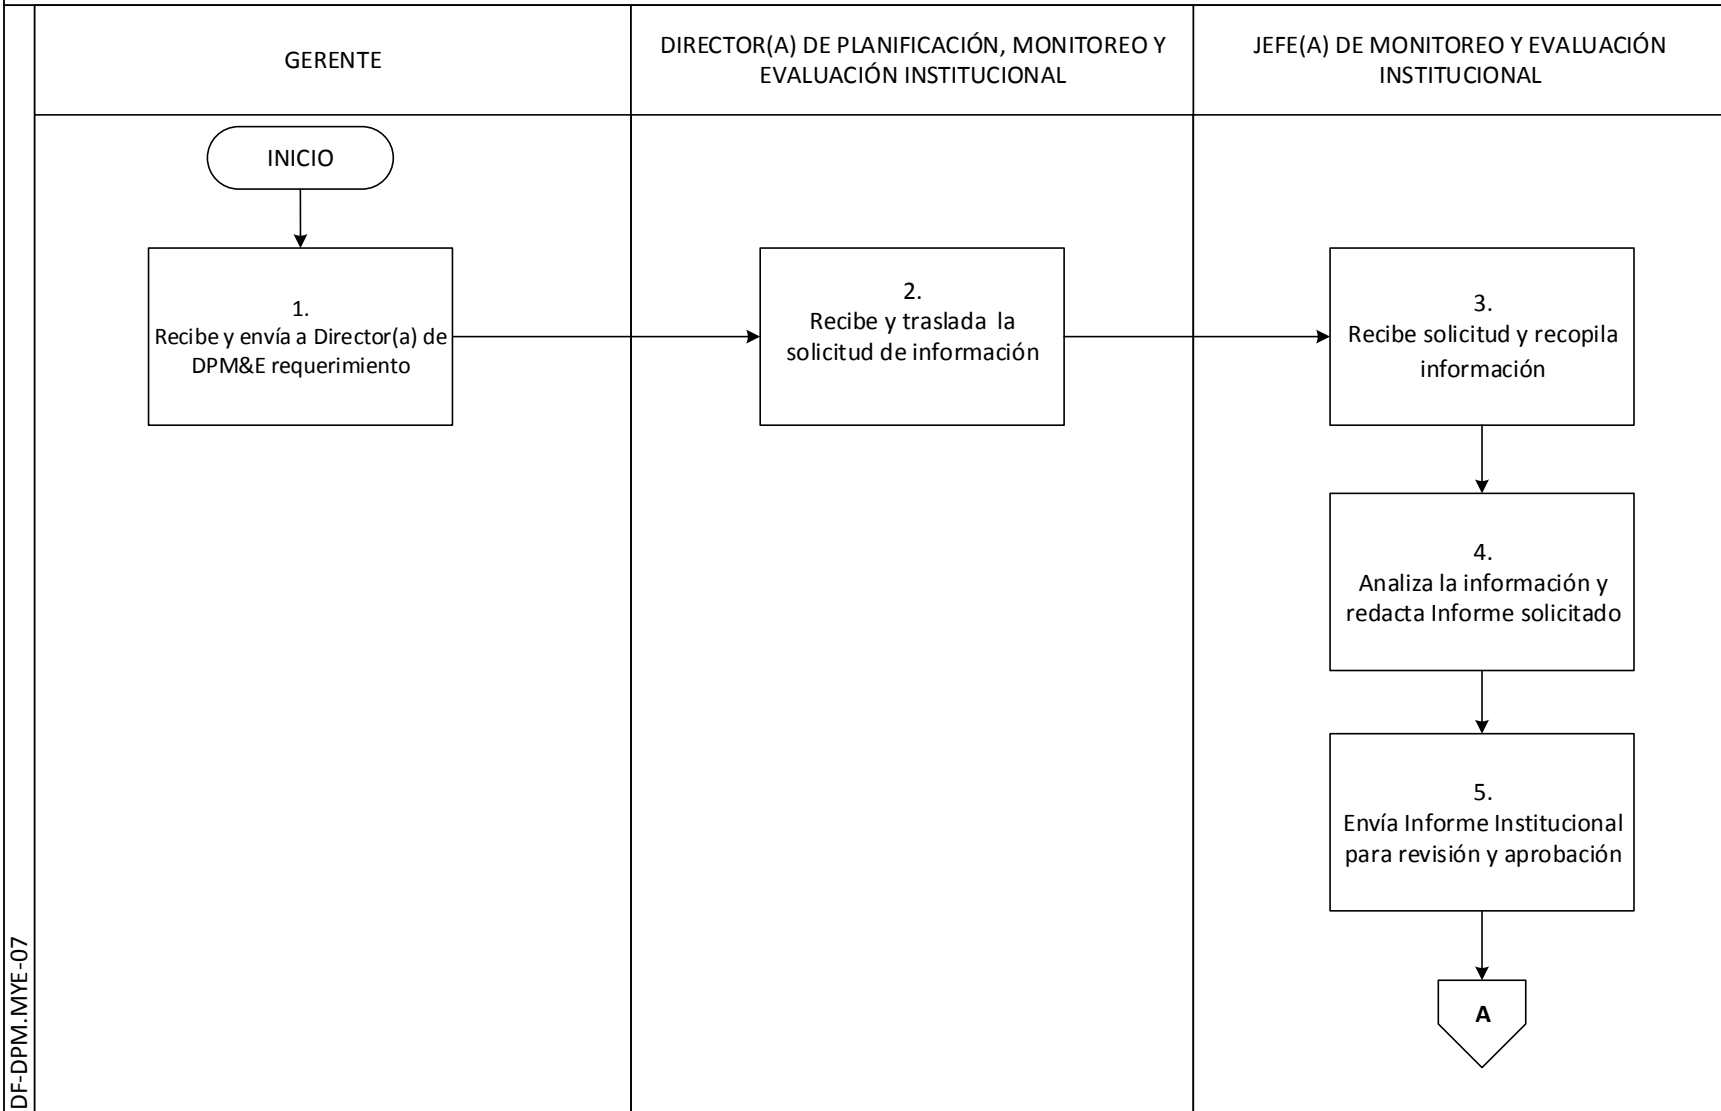 GERENTE
DIRECTOR(A) DE PLANIFICACIÓN, MONITOREO Y
EVALUACIÓN INSTITUCIONAL
JEFE(A) DE MONITOREO Y EVALUACIÓN
INSTITUCIONAL
INICIO
1.
Recibe y envía a Director(a) de
DPM&E requerimiento
2.
Recibe y traslada la
solicitud de información
3.
Recibe solicitud y recopila
información
4.
Analiza la información y
redacta Informe solicitado
5.
Envía Informe Institucional
para revisión y aprobación
A
DF-DPM.MYE-07